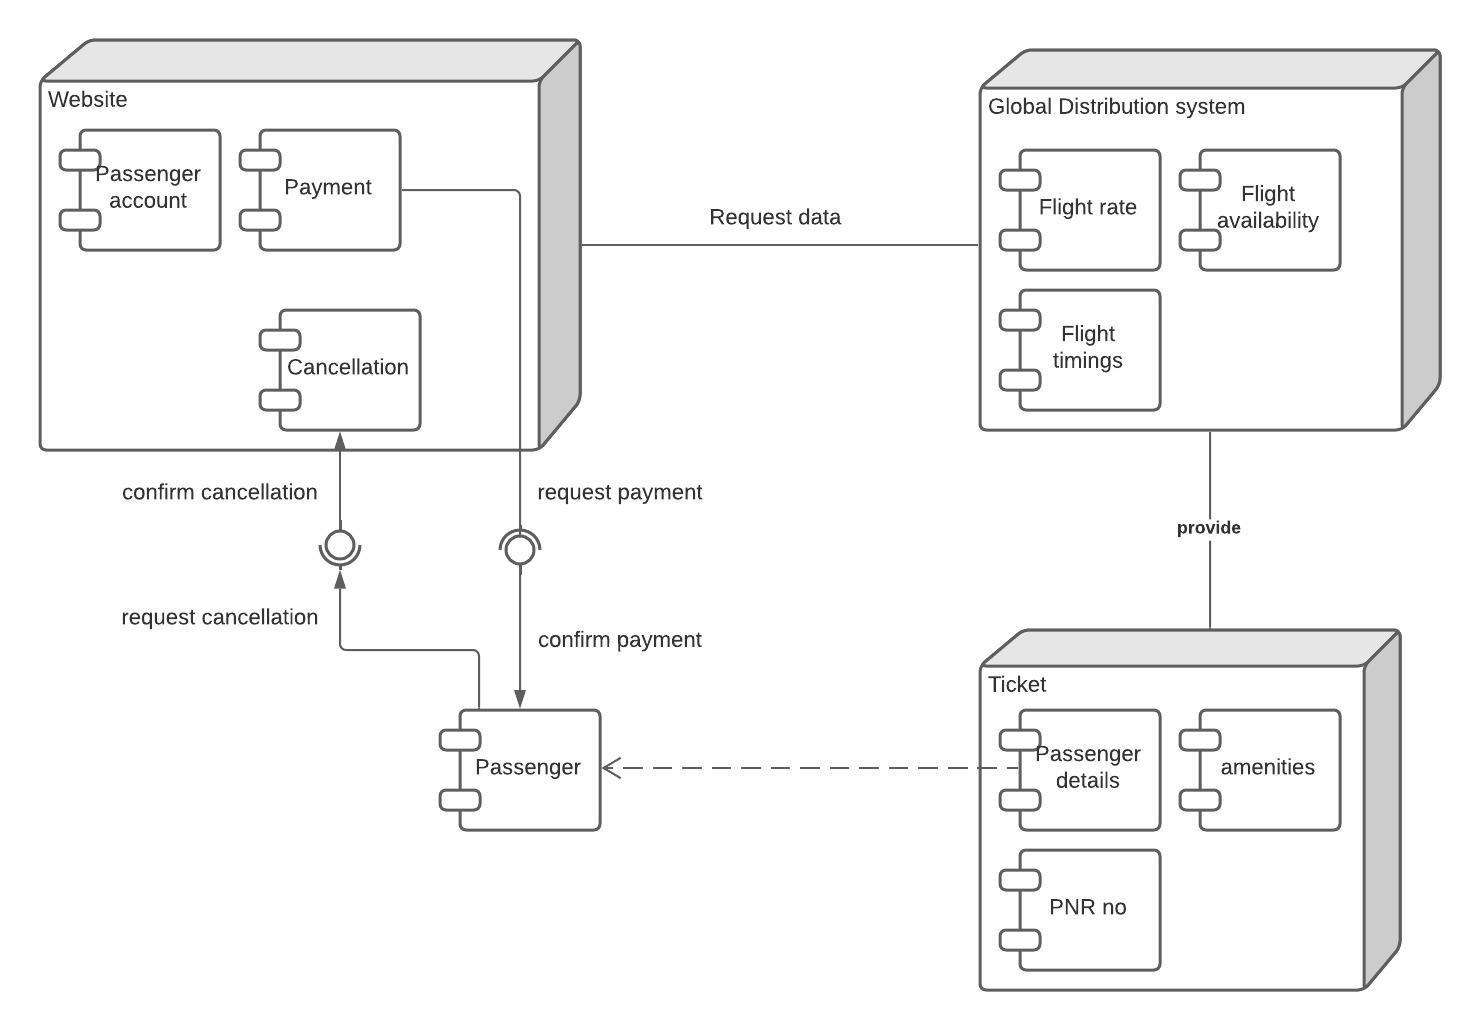 Website
Passenger
account
Payment
Cancellation
Request data
Global Distribution system
Flight rate
Flight
availability
Flight
timings
confirm cancellation
request payment
request cancellation
confirm payment
provide
Passenger
Ticket
Passenger
details
amenities
PNR no